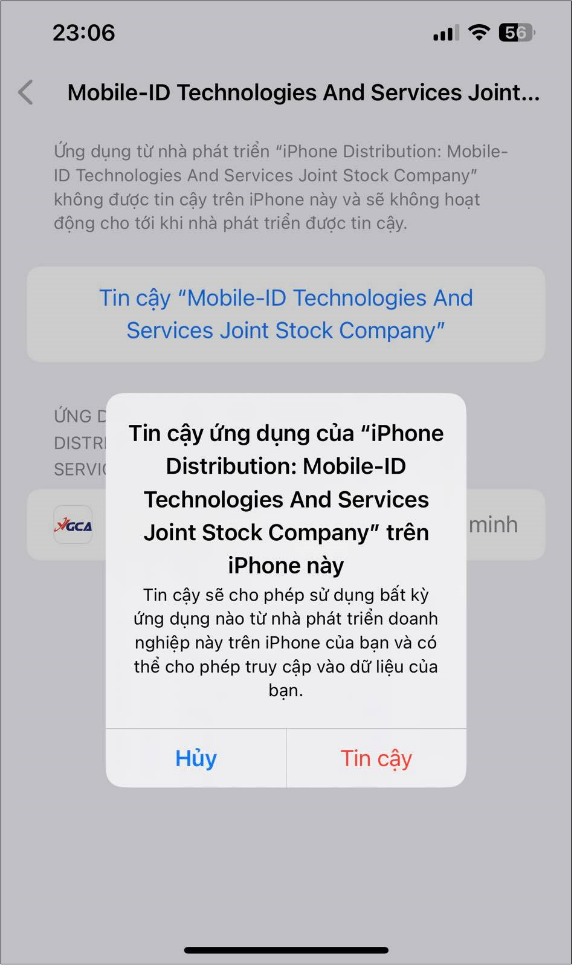 23:06
56
Mobile-ID Technologies And Services Joint...
Ứng dụng từ nhà phát triển “iPhone Distribution: Mobile-
ID Technologies And Services Joint Stock Company”
không được tin cậy trên iPhone này và sẽ không hoạt
động cho tới khi nhà phát triển được tin cậy.
Tin cậy “Mobile-ID Technologies And
Services Joint Stock Company”
ỨNG D
DISTR
SERVIC
VGCA
minh
Tin cậy ứng dụng của “iPhone
Distribution: Mobile-ID
Technologies And Services
Joint Stock Company” trên
iPhone này
Tin cậy sẽ cho phép sử dụng bất kỳ
ứng dụng nào từ nhà phát triển doanh
nghiệp này trên iPhone của bạn và có
thể cho phép truy cập vào dữ liệu của
bạn.
Hủy
Tin cậy